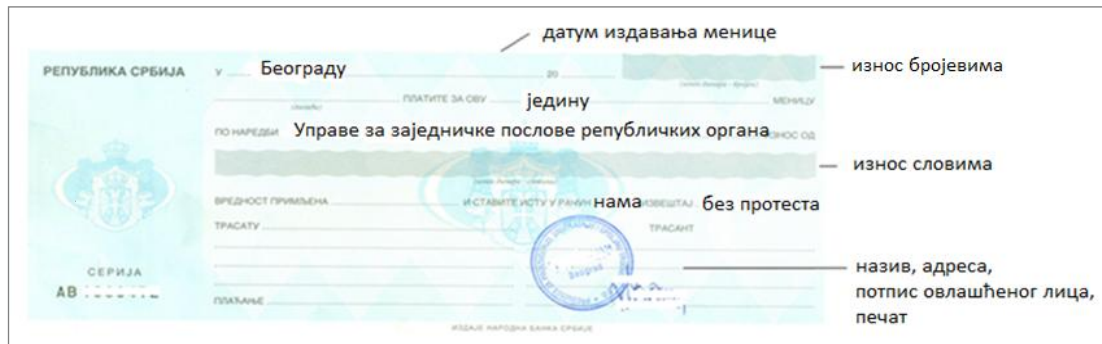 датум издавања менице
РЕПУБЛИКА СРБИЈА У Београду 20 износ бројевима
ПЛАТИТЕ ЗА ОВУ једину МЕНИЦУ
ПО НАРЕДБИ Управе за заједничке послове републичких органа ИЗНОС ОД
износ словима
ВРЕДНОСТ ПРИМЉЕНА И СТАВИТЕ ИСТУ У РАЧУН нама ИЗВЕШТАЈ без протеста
ТРАСАТУ ТРАСАНТ
СЕРИЈА назив, адреса,
АВ потпис овлашћеног лица,
ПЛАЋАЊЕ печат
ИЗДАЈЕ НАРОДНА БАНКА СРБИЈЕ